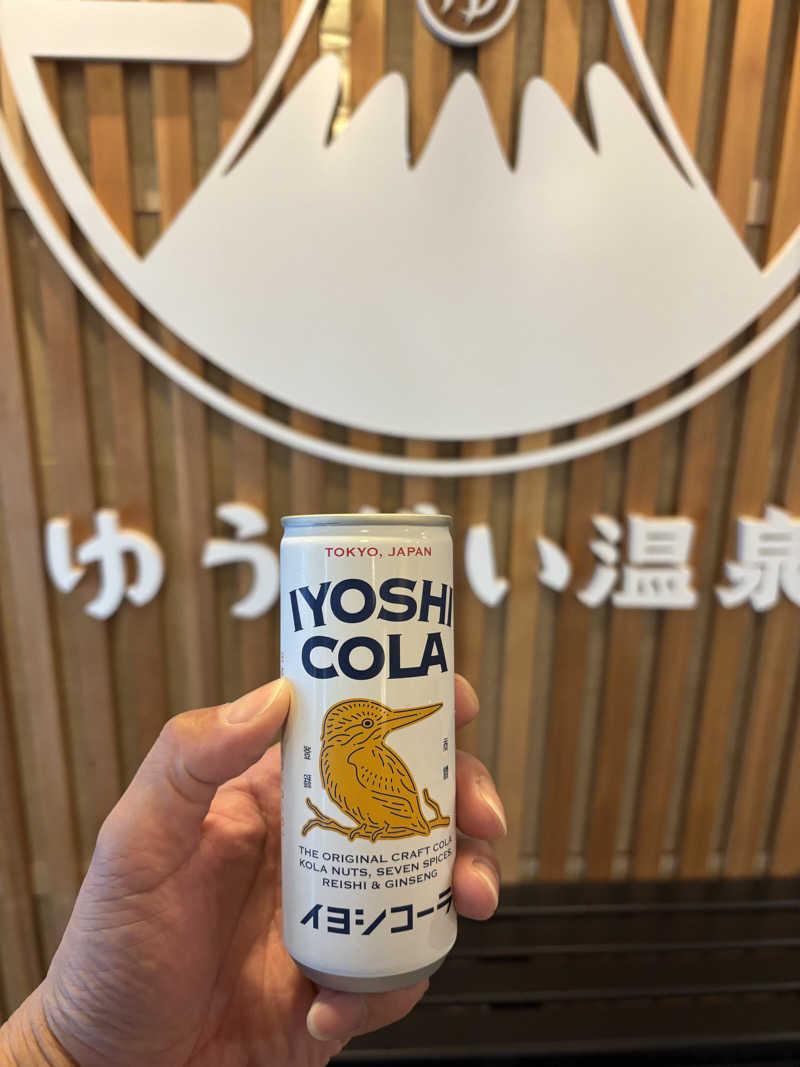 ゆ
ゆう
い温泉
TOKYO, JAPAN
IYOSHI
COLA
THE ORIGINAL CRAFT COLA
KOLA NUTS, SEVEN SPICES,
REISHI & GINSENG
イヨシコーラ